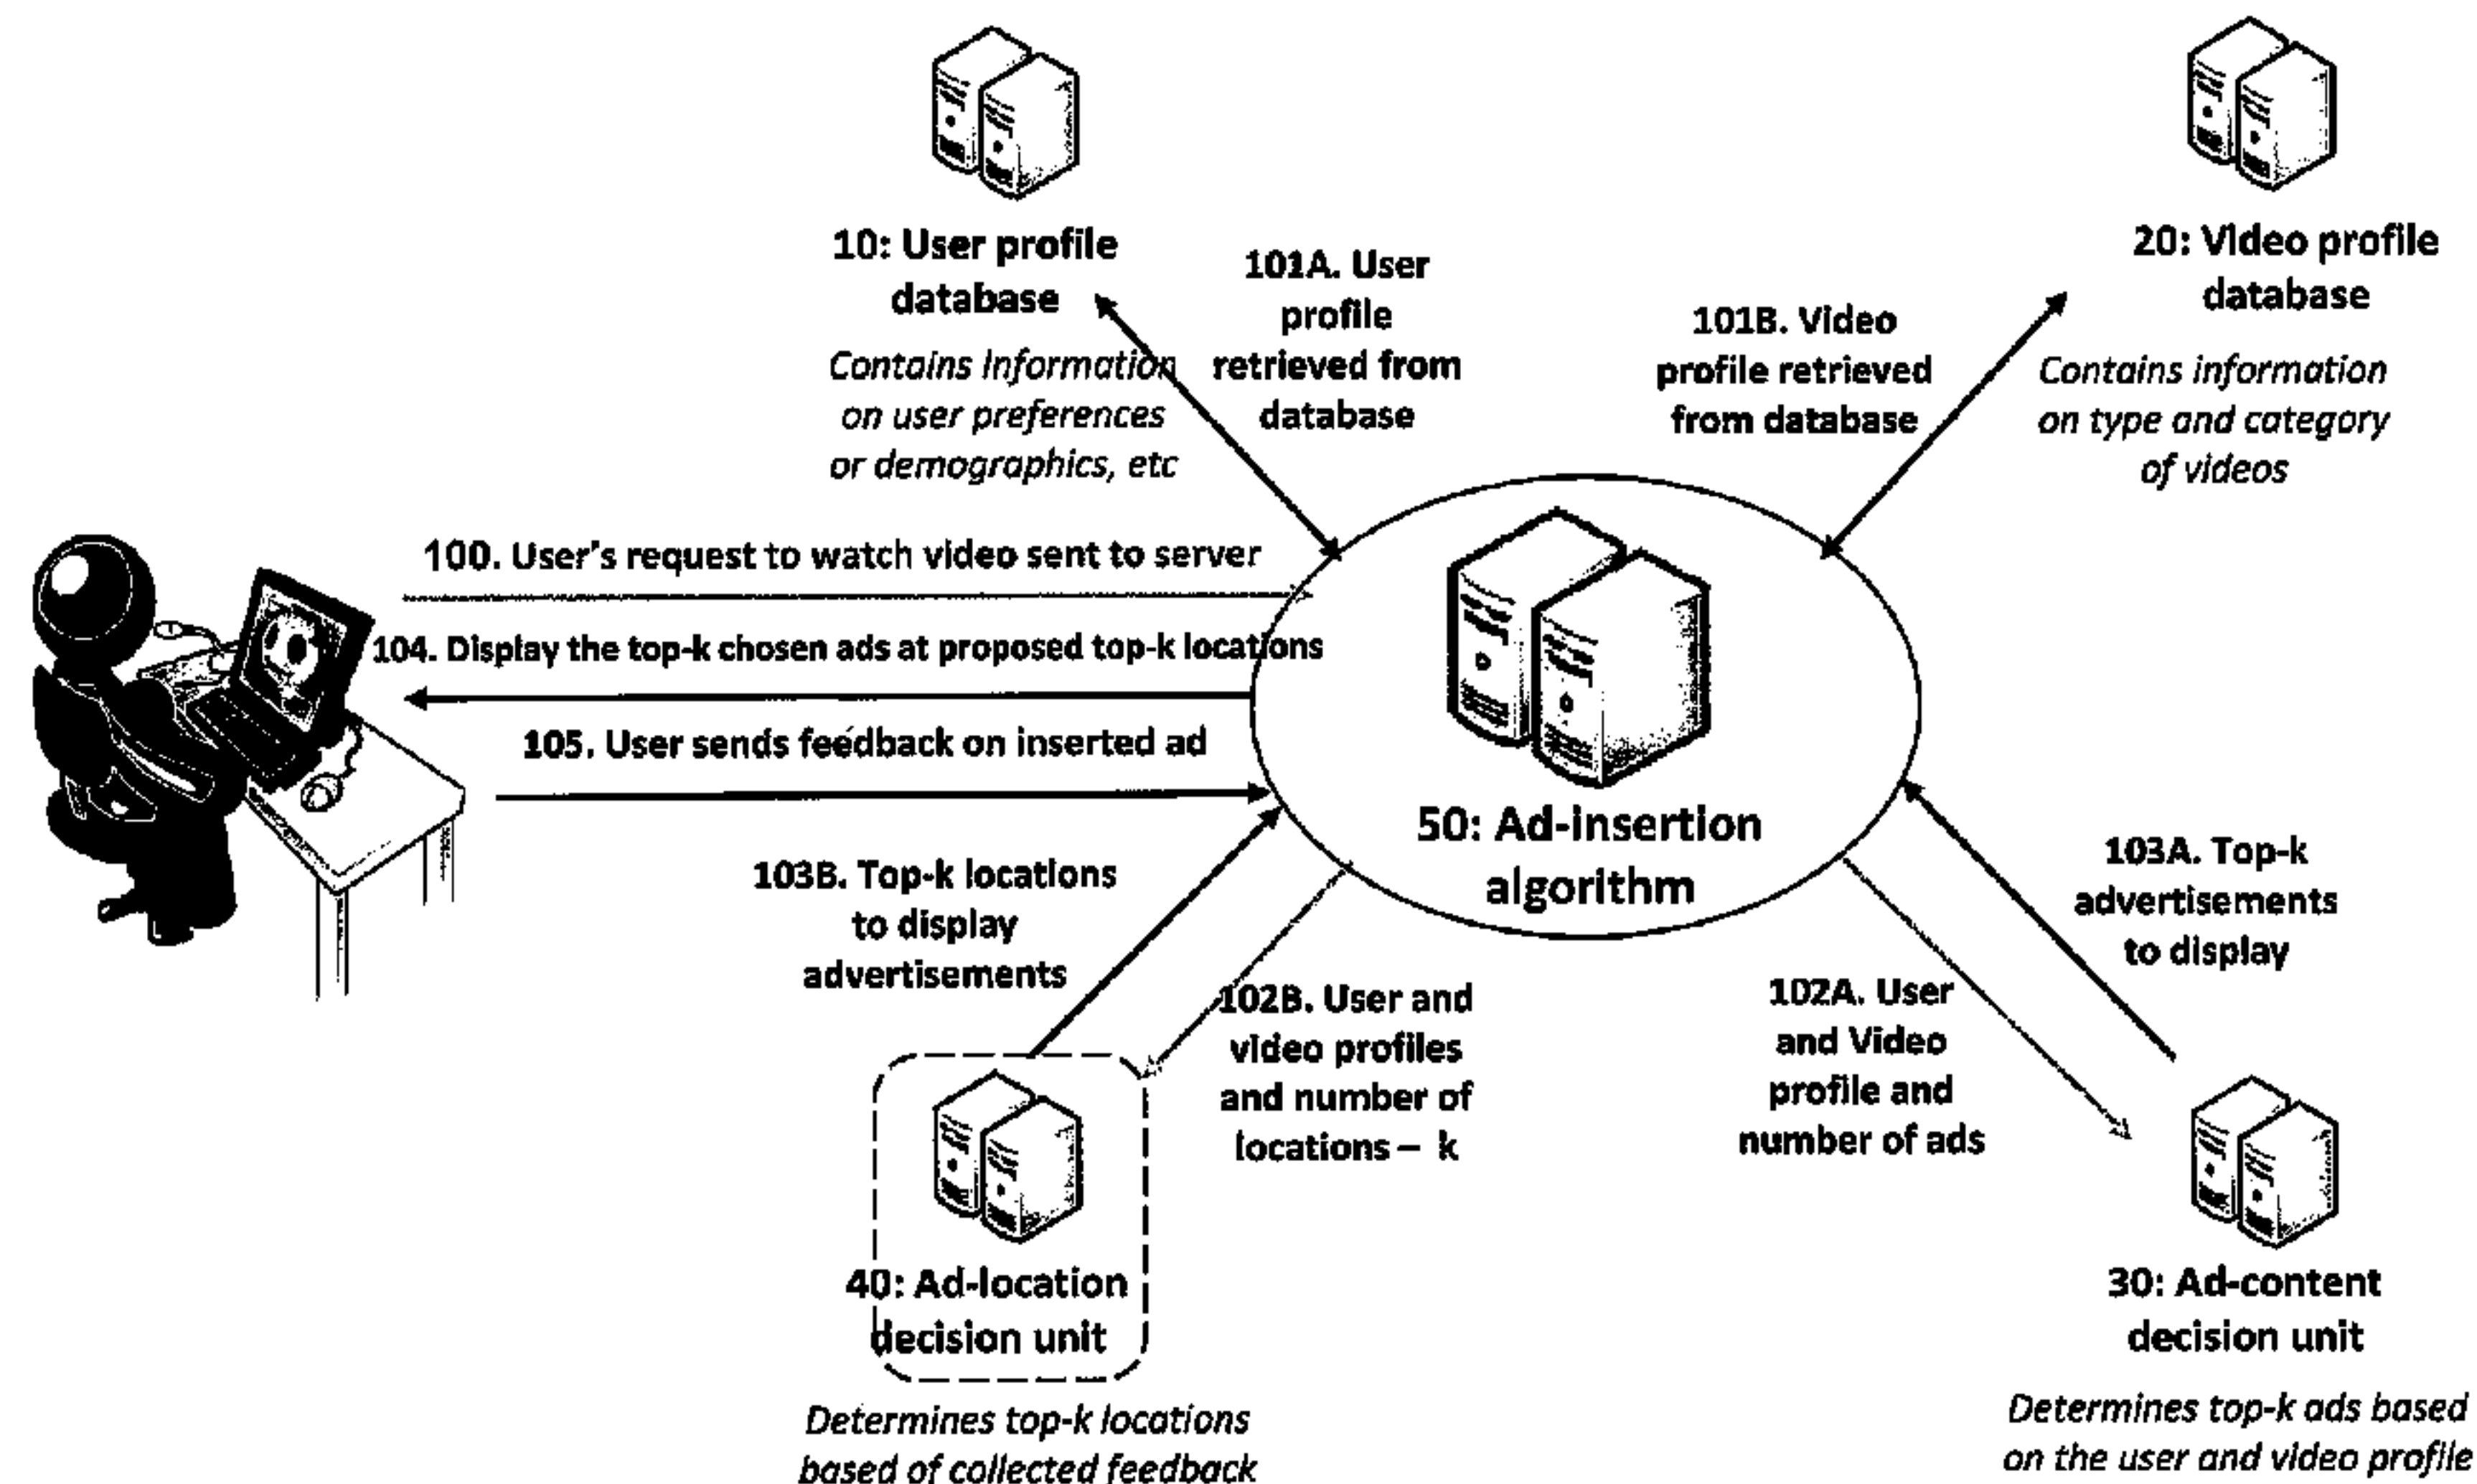 10: User profile
database
Contains information
on user preferences
or demographics, etc
101A. User
profile
retrieved from
database
101B. Video
profile retrieved
from database
20: Video profile
database
Contains information
on type and category
of videos
100. User's request to watch video sent to server
104. Display the top-k chosen ads at proposed top-k locations
105. User sends feedback on inserted ad
50: Ad-insertion
algorithm
103B. Top-k locations
to display
advertisements
102B. User and
video profiles
and number of
locations – k
102A. User
and Video
profile and
number of ads
103A. Top-k
advertisements
to display
40: Ad-location
decision unit
Determines top-k locations
based of collected feedback
30: Ad-content
decision unit
Determines top-k ads based
on the user and video profile